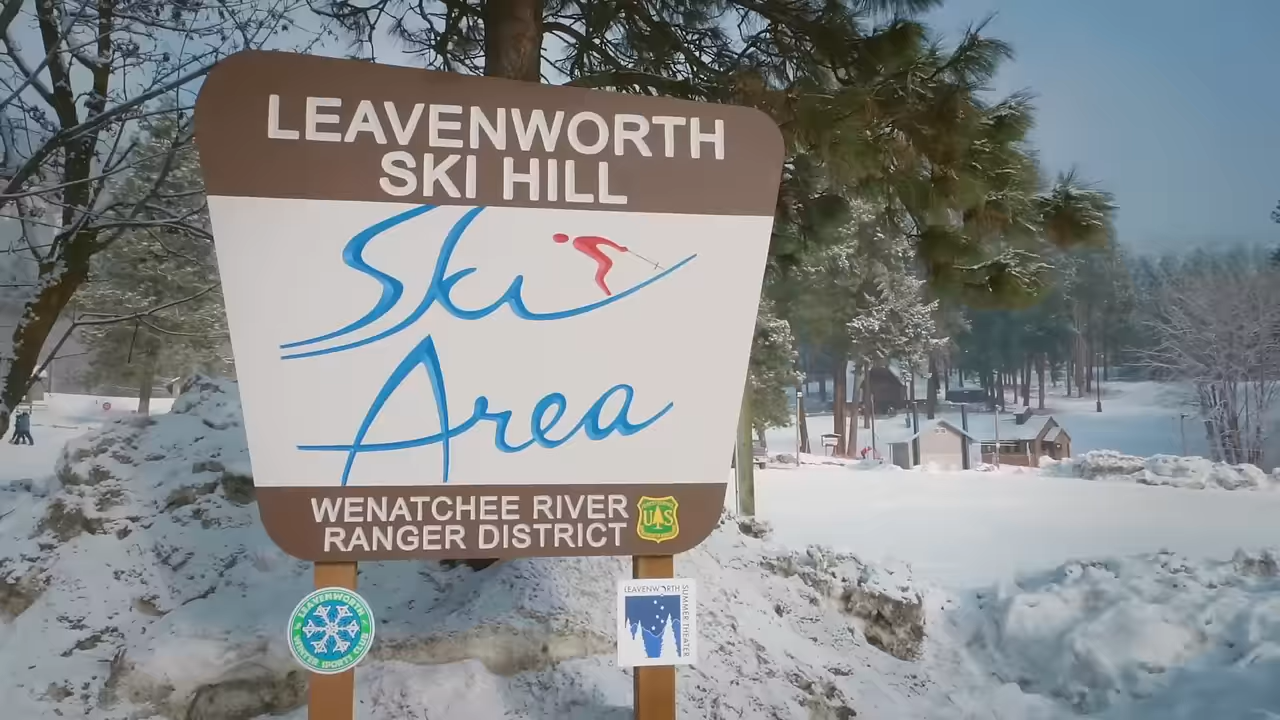 LEAVENWORTH
SKI HILL
Ski
Area
WENATCHEE RIVER
RANGER DISTRICT
US
LEAVENWORTH
WINTER SPORTS CLUB
LEAVENWORTH
SUMMER THEATER